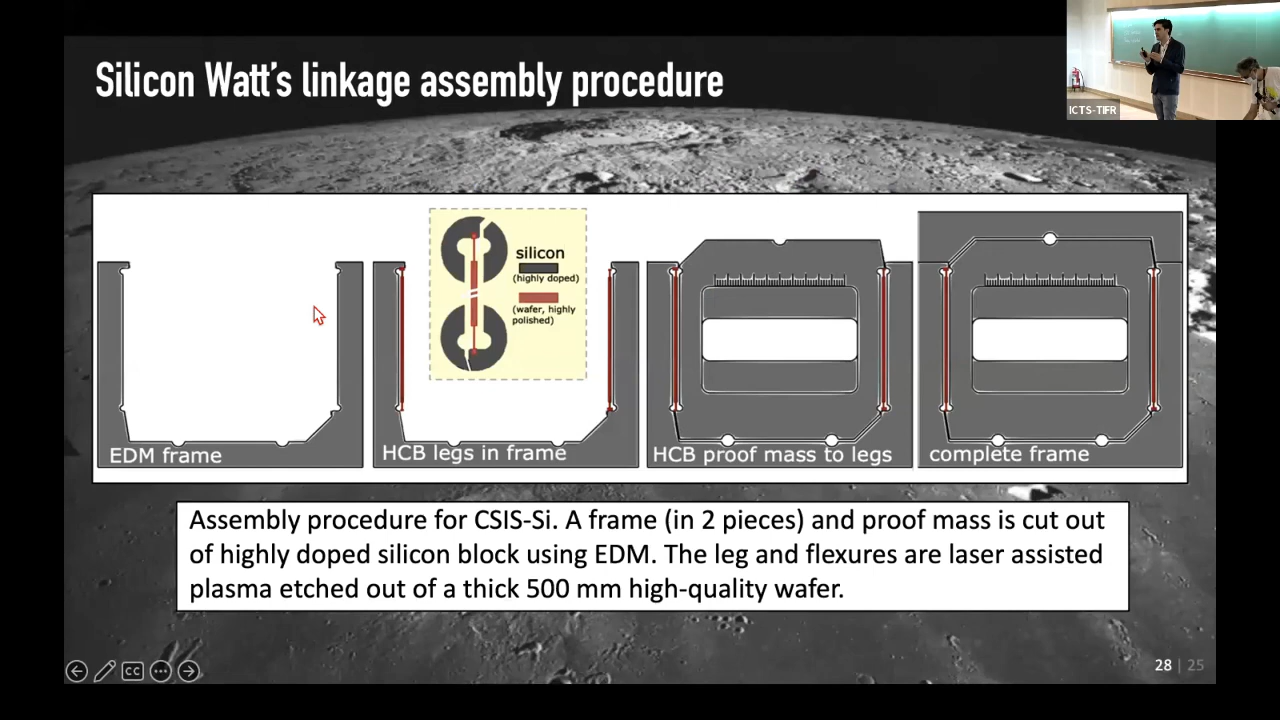 Silicon Watt's linkage assembly procedure
ICTS-TIFR
silicon
(highly doped)
(wafer, highly
polished)
EDM frame
HCB legs in frame
HCB proof mass to legs
complete frame
Assembly procedure for CSIS-Si. A frame (in 2 pieces) and proof mass is cut out
of highly doped silicon block using EDM. The leg and flexures are laser assisted
plasma etched out of a thick 500 mm high-quality wafer.
CC
28 | 25